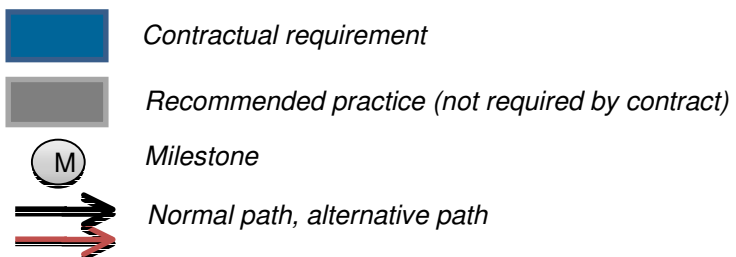 Contractual requirement
Recommended practice (not required by contract)
M
Milestone
Normal path, alternative path